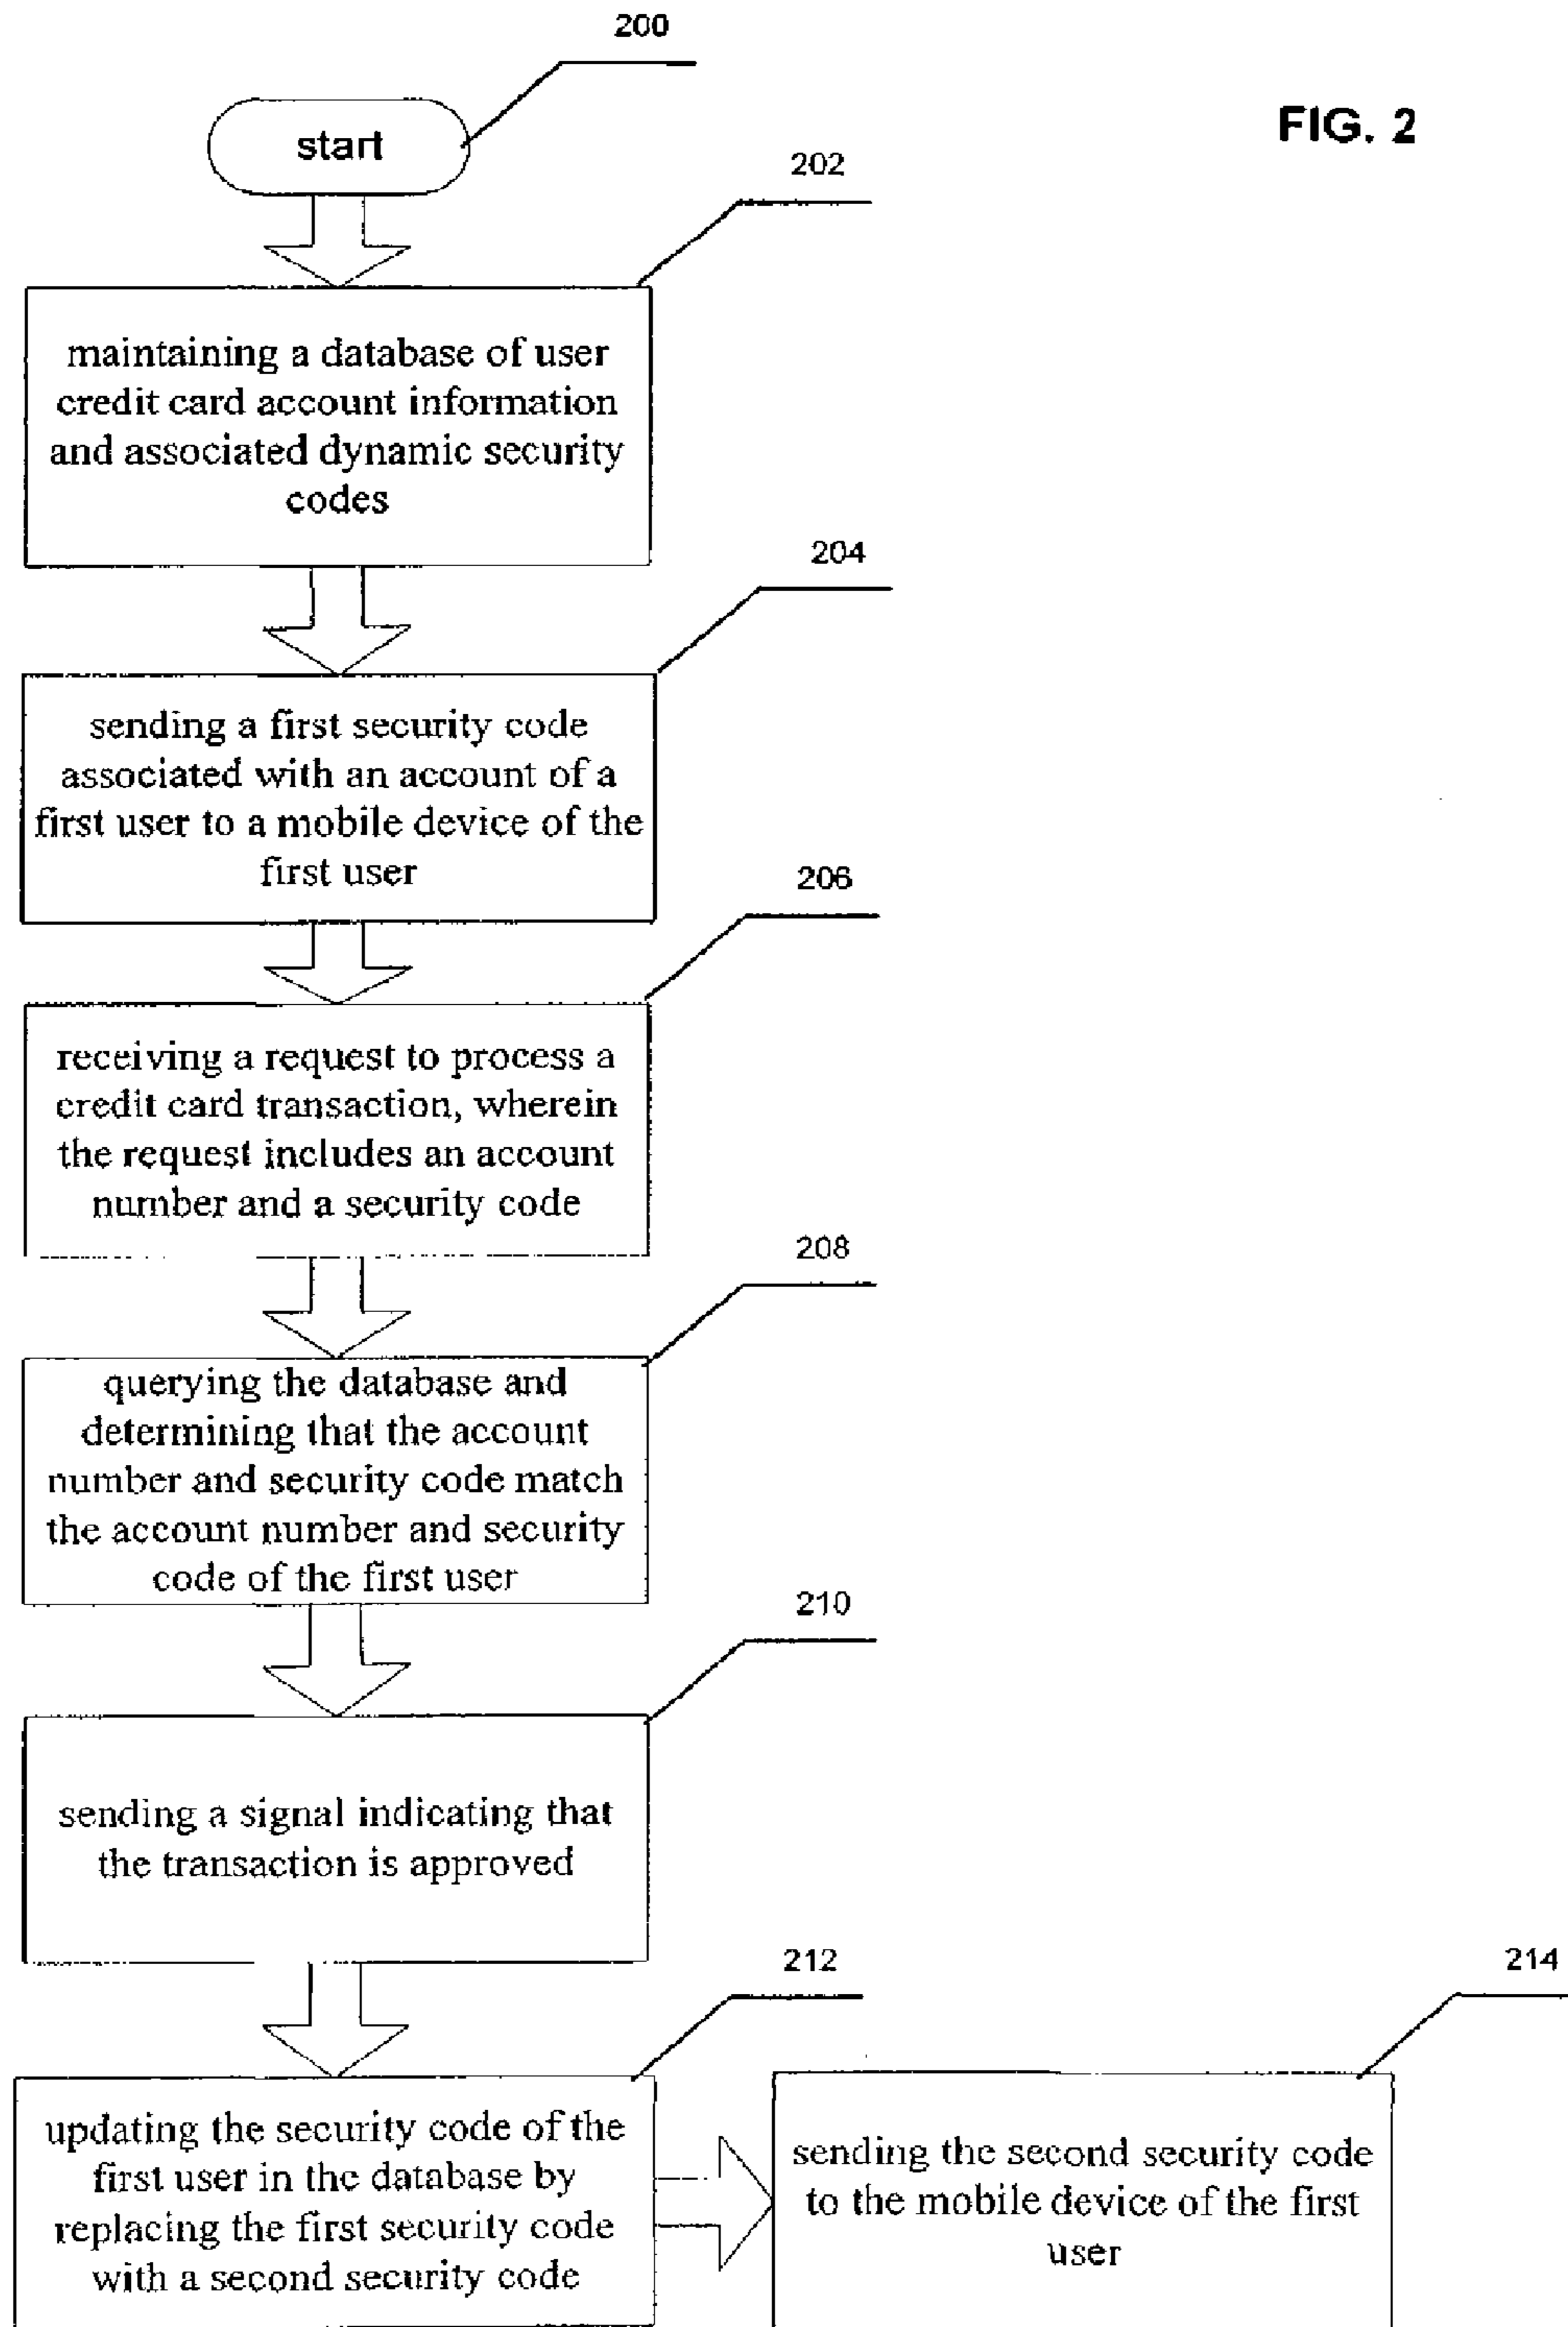 200
FIG. 2
start
202
maintaining a database of user
credit card account information
and associated dynamic security
codes
204
sending a first security code
associated with an account of a
first user to a mobile device of the
first user
206
receiving a request to process a
credit card transaction, wherein
the request includes an account
number and a security code
208
querying the database and
determining that the account
number and security code match
the account number and security
code of the first user
210
sending a signal indicating that
the transaction is approved
212
updating the security code of the
first user in the database by
replacing the first security code
with a second security code
214
sending the second security code
to the mobile device of the first
user